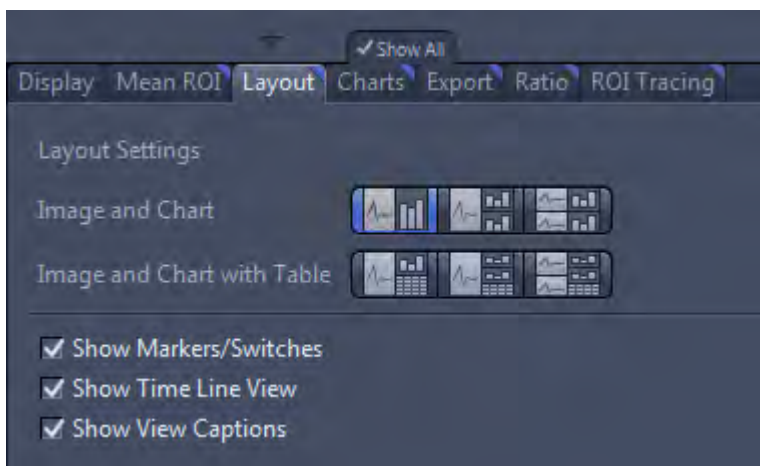 Show All
Display Mean ROI Layout Charts Export Ratio ROI Tracing
Layout Settings
Image and Chart
Image and Chart with Table
Show Markers/Switches
Show Time Line View
Show View Captions